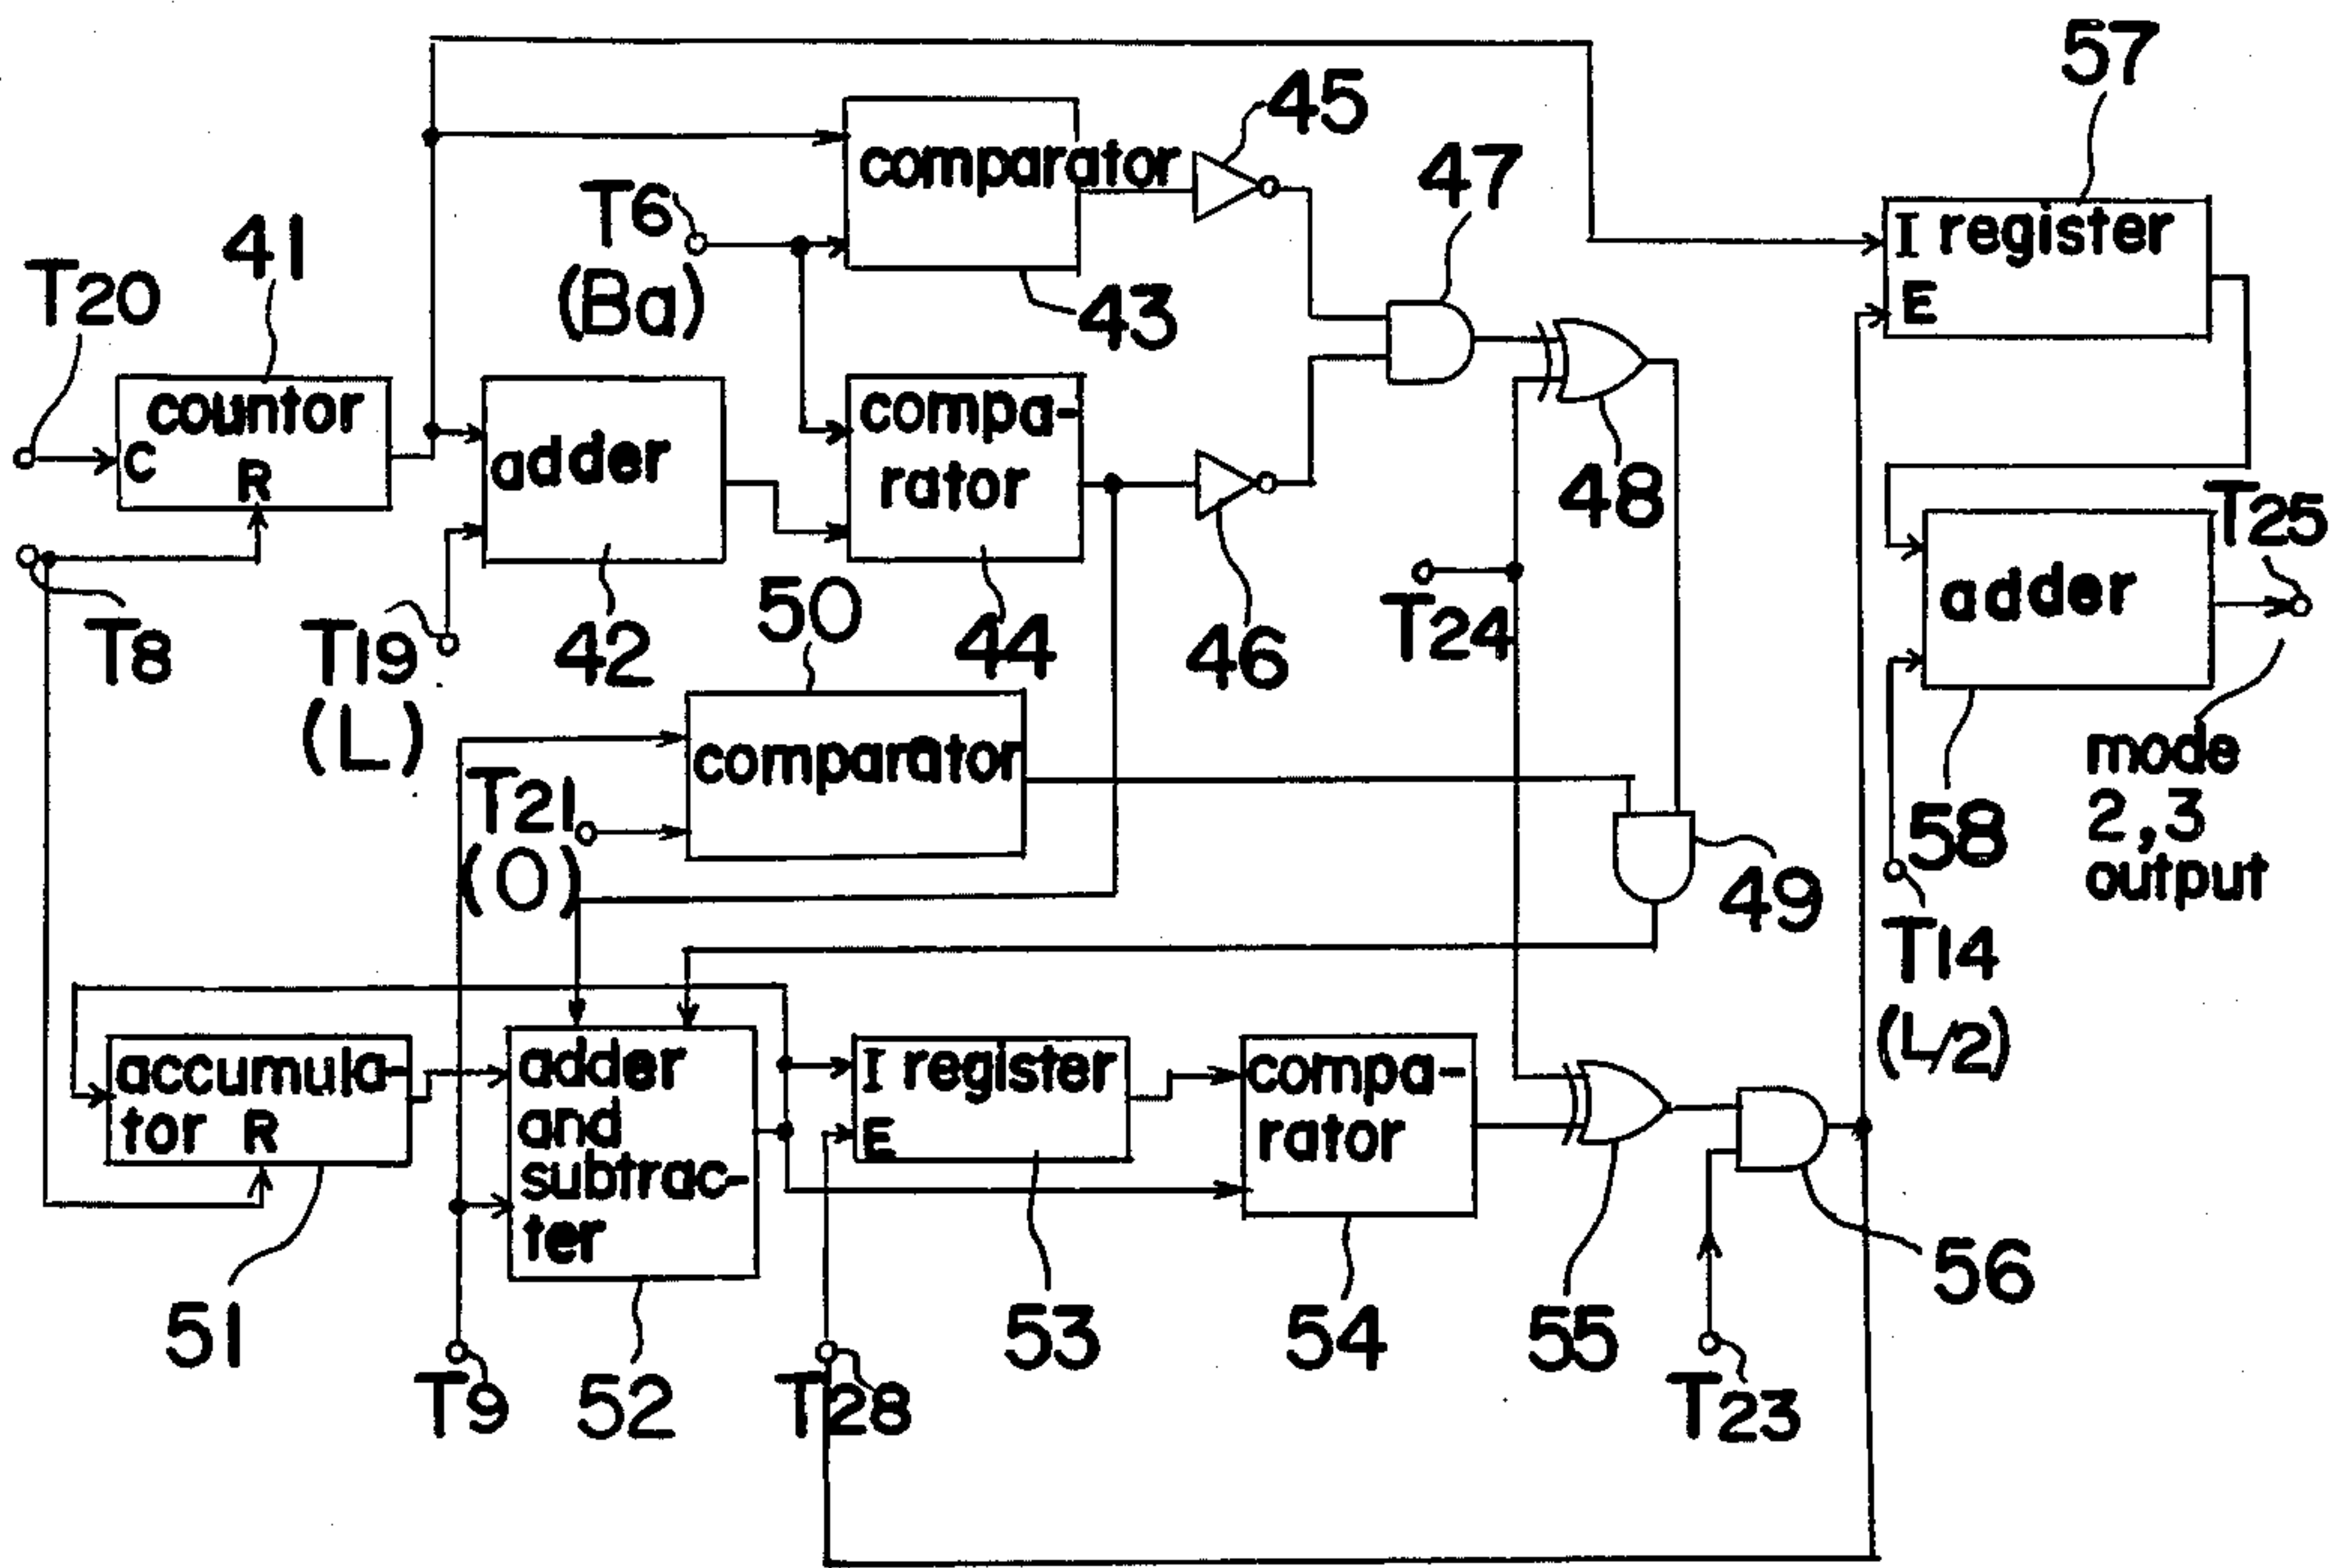 57
45
47
comparator
T6
I register
41
T20
(Ba)
E
43
countor
compa-
adder
C
R
rator
48
T25
T8
T19
42
50
44
46
T24
adder
(L)
comparator
mode
T21
2,3
58
(O)
output
49
T14
(L/2)
accumula-
tor R
adder
and
subtrac-
ter
I register
E
compa-
rator
56
51
53
54
55
T9
52
T28
T23